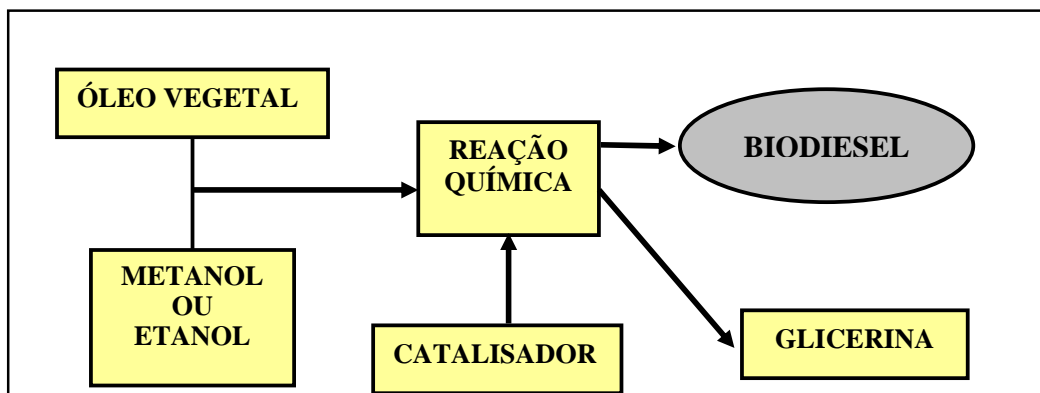 ÓLEO VEGETAL
METANOL
OU
ETANOL
REAÇÃO
QUÍMICA
CATALISADOR
BIODIESEL
GLICERINA